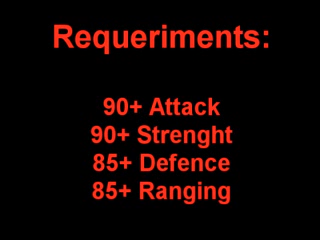 Requeriments:
90+ Attack
90+ Strenght
85+ Defence
85+ Ranging